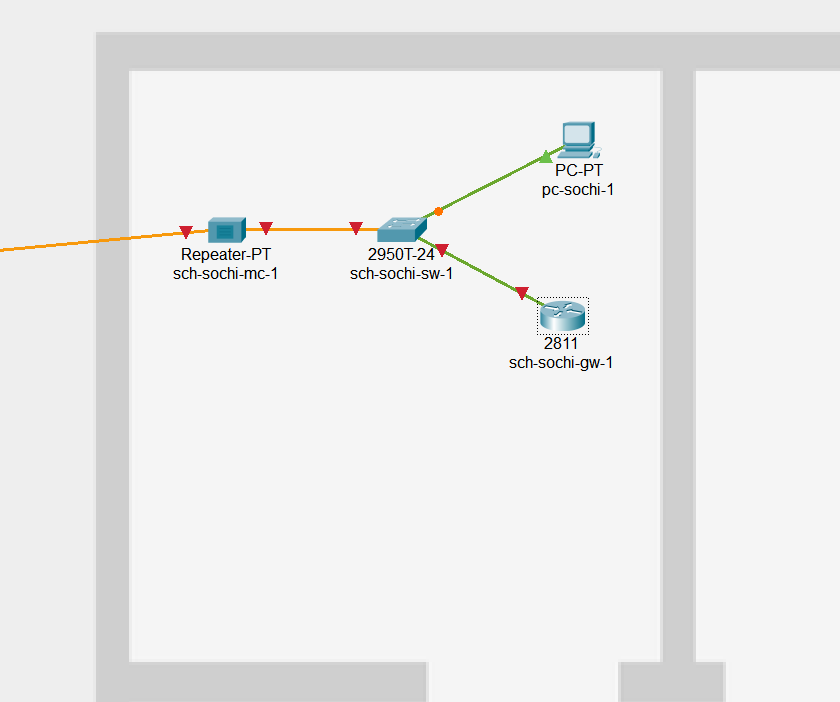 PC-PT
pc-sochi-1
Repeater-PT
sch-sochi-mc-1
2950T-24
sch-sochi-sw-1
2811
sch-sochi-gw-1